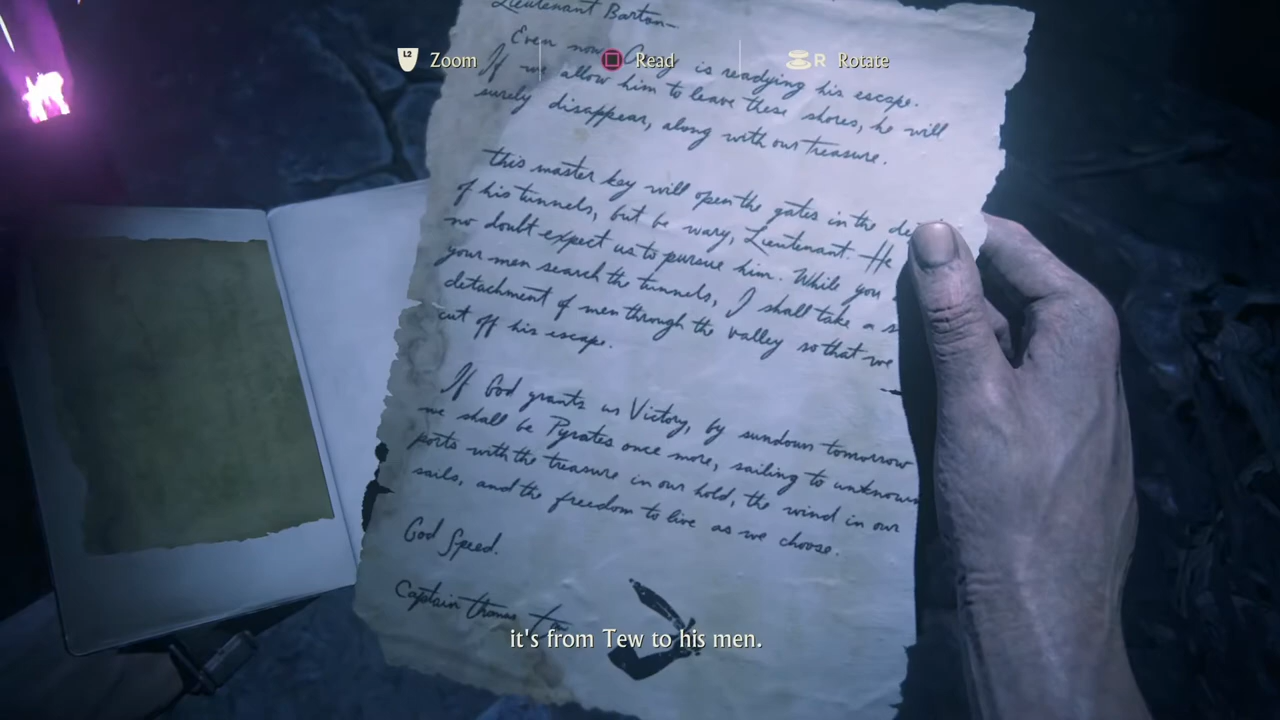 Lieutenant Barton—
L2 Zoom
Read
R Rotate
Even now is readying his escape.
If we allow him to leave these shores, he will
surely disappear, along with our treasure.
this master key will open the gates in the
of his tunnels, but be wary, Lieutenant. He
no doubt expect us to pursue him. While you
your men search the tunnels, I shall take a
detachment of men through the valley so that we
cut off his escape.
If God grants us Victory, by sundown tomorrow
we shall be Pyrates once more, sailing to unknown
ports with the treasure in our hold, the wind in our
sails, and the freedom to live as we choose.
God Speed.
Captain thomas
it's from Tew to his men.